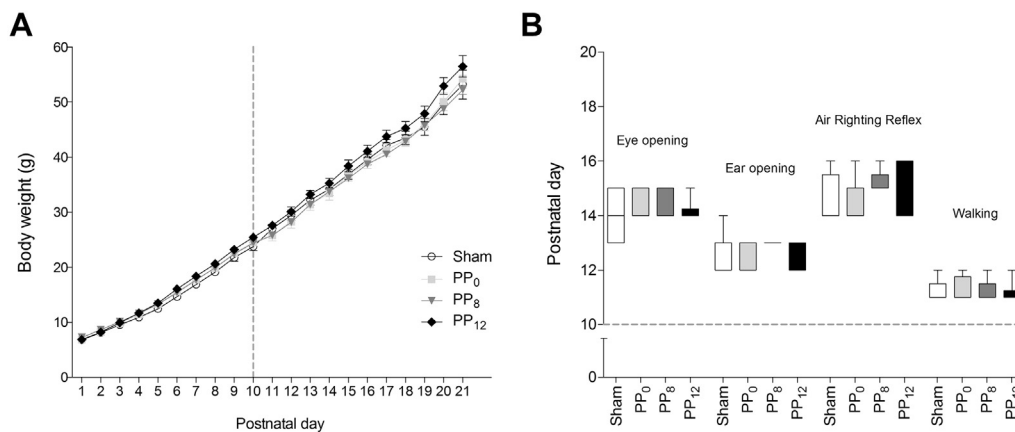 A
Body weight (g)
60
50
40
30
20
10
0
1 2 3 4 5 6 7 8 9 10 11 12 13 14 15 16 17 18 19 20 21
Postnatal day
Sham
PP0
PP8
PP12
B
Postnatal day
20
18
16
14
12
10
0
Eye opening
Ear opening
Air Righting Reflex
Walking
Sham
PP0
PP8
PP12
Sham
PP0
PP8
PP12
Sham
PP0
PP8
PP12
Sham
PP0
PP8